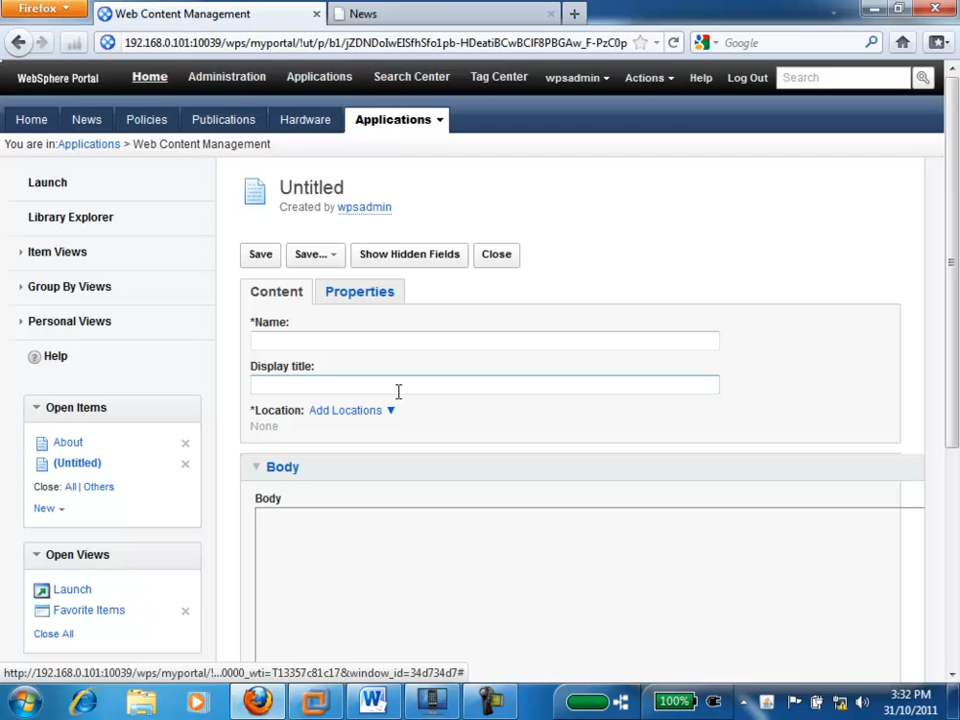 Firefox
Web Content Management
News
192.168.0.101:10039/wps/myportal/!ut/p/b1/jZDNDoIwEISfhSfo1pb-HDeatiBCwBClF8PBGAw_F-PzC0p
Google
WebSphere Portal
Home
Administration
Applications
Search Center
Tag Center
wpsadmin
Actions
Help
Log Out
Search
Home
News
Policies
Publications
Hardware
Applications
You are in:Applications > Web Content Management
Launch
Library Explorer
Item Views
Group By Views
Personal Views
? Help
Open Items
About
(Untitled)
Close: All | Others
New
Open Views
Launch
Favorite Items
Close All
Untitled
Created by wpsadmin
Save
Save...
Show Hidden Fields
Close
Content
Properties
*Name:
Display title:
*Location: Add Locations
None
Body
Body
http://192.168.0.101:10039/wps/myportal/!...0000_wti=T13357c81c17&window_id=34d734d7#
100%
3:32 PM
31/10/2011